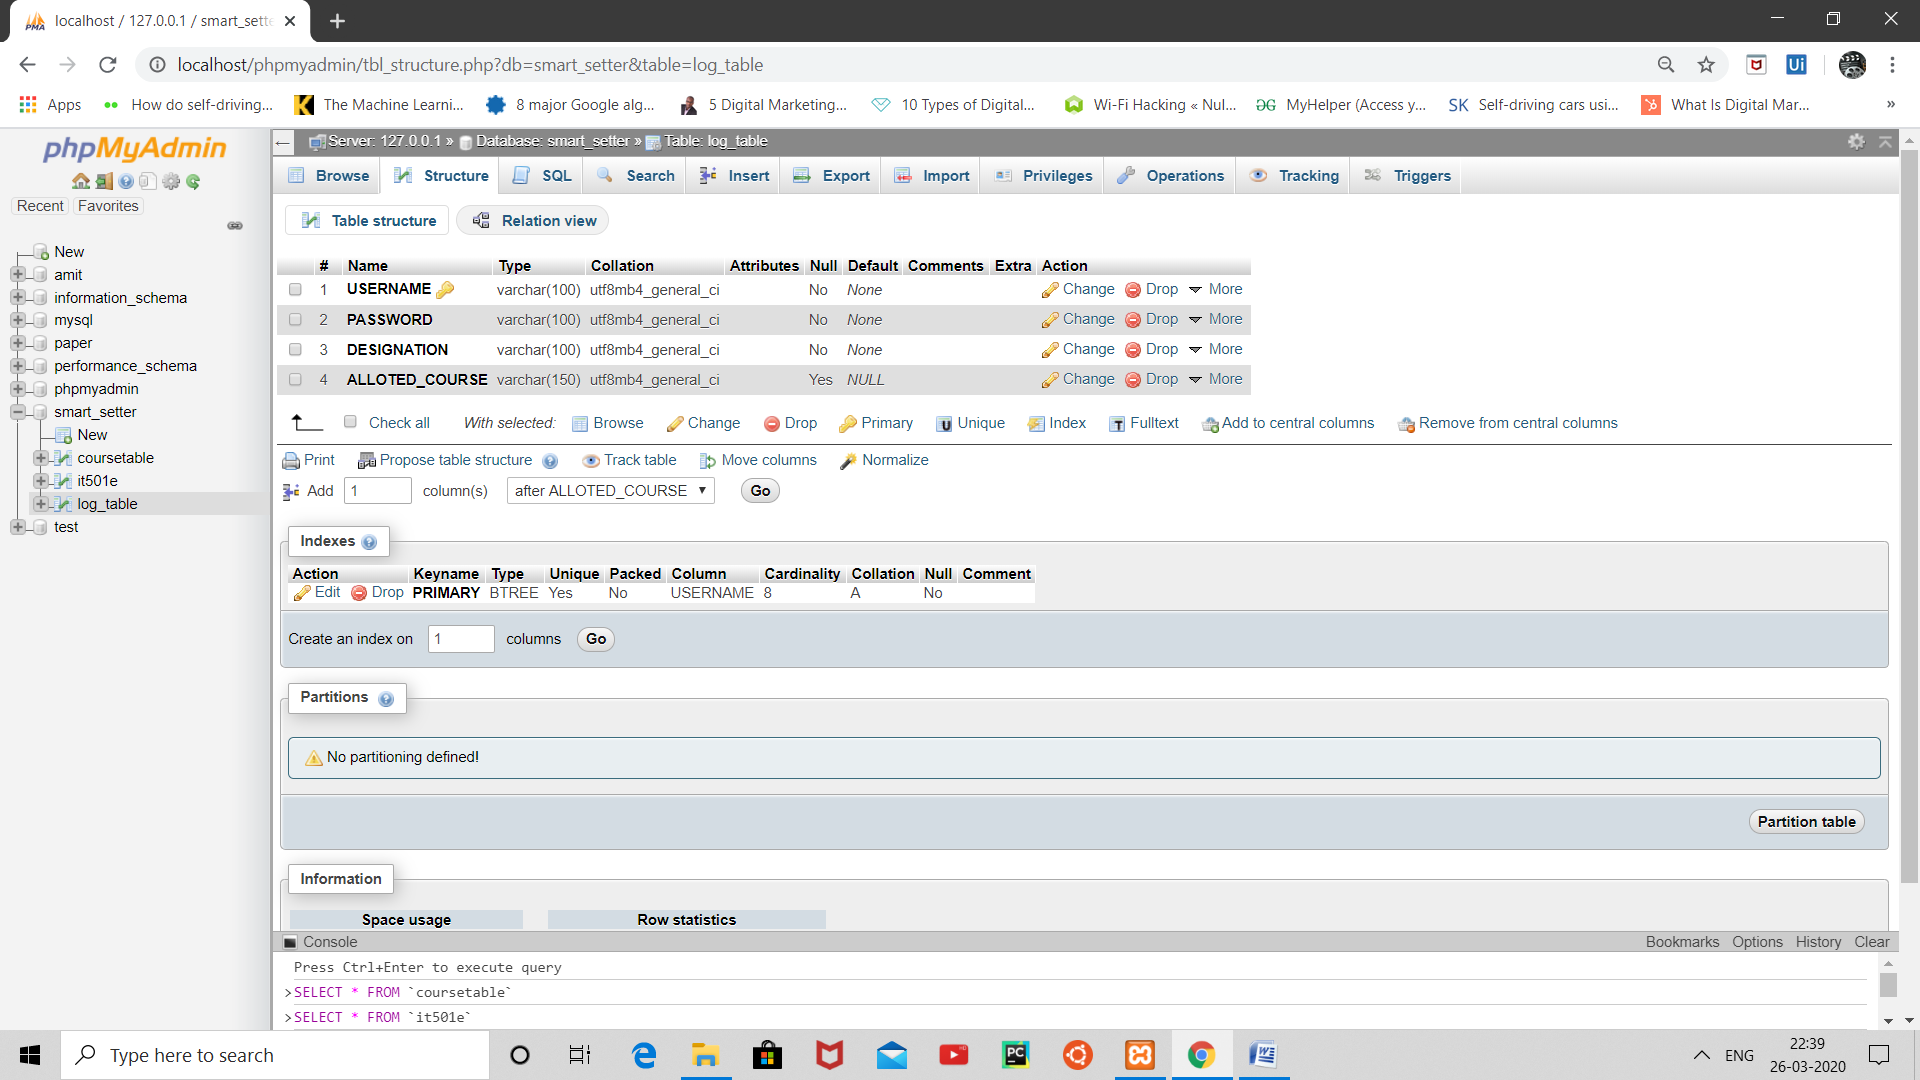 localhost / 127.0.0.1 / smart_sette
localhost/phpmyadmin/tbl_structure.php?db=smart_setter&table=log_table
Apps How do self-driving... The Machine Learni... 8 major Google alg... 5 Digital Marketing... 10 Types of Digital... Wi-Fi Hacking « Nul... MyHelper (Access y... SK Self-driving cars usi... What Is Digital Mar... »
phpMyAdmin
Recent Favorites
New
amit
information_schema
mysql
paper
performance_schema
phpmyadmin
smart_setter
New
coursetable
it501e
log_table
test
Server: 127.0.0.1 » Database: smart_setter » Table: log_table
Browse Structure SQL Search Insert Export Import Privileges Operations Tracking Triggers
Table structure Relation view
# Name Type Collation Attributes Null Default Comments Extra Action
1 USERNAME varchar(100) utf8mb4_general_ci No None Change Drop More
2 PASSWORD varchar(100) utf8mb4_general_ci No None Change Drop More
3 DESIGNATION varchar(100) utf8mb4_general_ci No None Change Drop More
4 ALLOTED_COURSE varchar(150) utf8mb4_general_ci Yes NULL Change Drop More
Check all With selected: Browse Change Drop Primary Unique Index Fulltext Add to central columns Remove from central columns
Print Propose table structure Track table Move columns Normalize
Add 1 column(s) after ALLOTED_COURSE Go
Indexes
Action Keyname Type Unique Packed Column Cardinality Collation Null Comment
Edit Drop PRIMARY BTREE Yes No USERNAME 8 A No
Create an index on 1 columns Go
Partitions
No partitioning defined!
Partition table
Information
Space usage Row statistics
Console Bookmarks Options History Clear
Press Ctrl+Enter to execute query
>SELECT * FROM `coursetable`
>SELECT * FROM `it501e`
Type here to search
ENG
22:39
26-03-2020